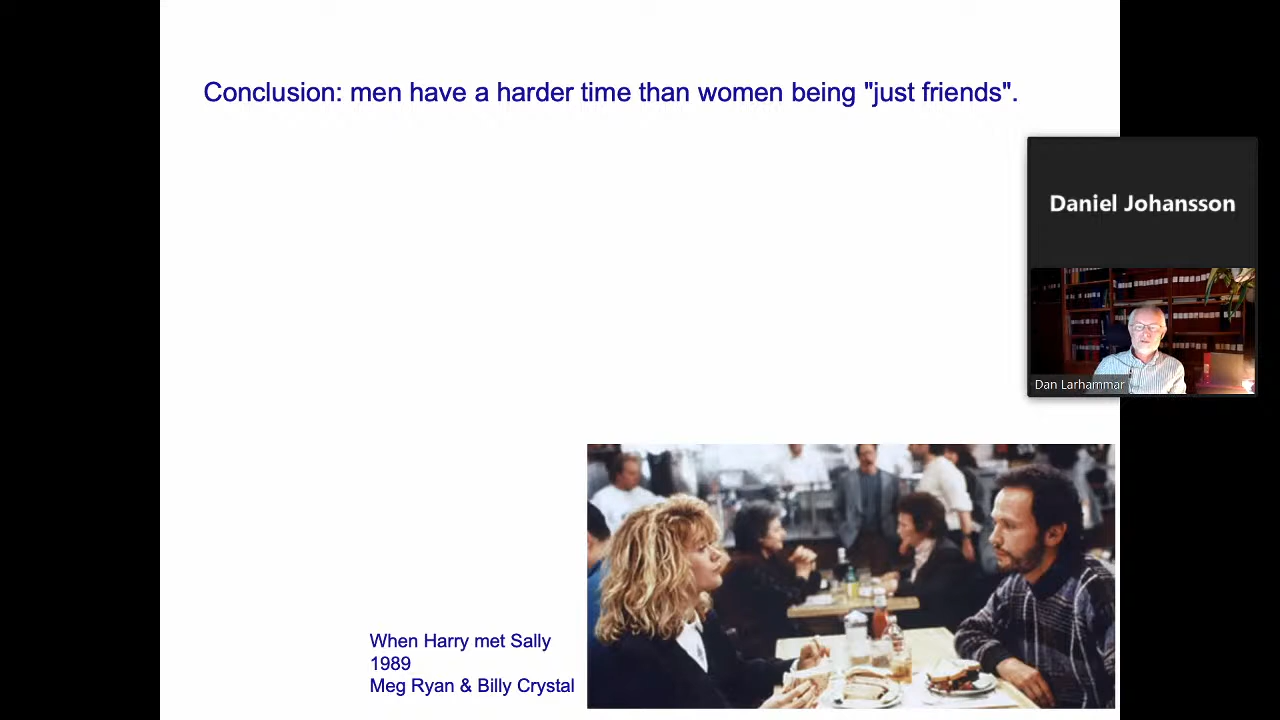 Conclusion: men have a harder time than women being "just friends".
Daniel Johansson
Dan Larhammar
When Harry met Sally
1989
Meg Ryan & Billy Crystal